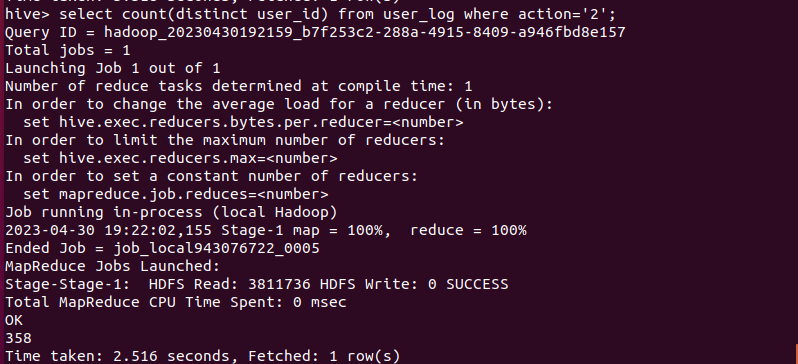 hive> select count(distinct user_id) from user_log where action='2';
Query ID = hadoop_20230430192159_b7f253c2-288a-4915-8409-a946fbd8e157
Total jobs = 1
Launching Job 1 out of 1
Number of reduce tasks determined at compile time: 1
In order to change the average load for a reducer (in bytes):
  set hive.exec.reducers.bytes.per.reducer=<number>
In order to limit the maximum number of reducers:
  set hive.exec.reducers.max=<number>
In order to set a constant number of reducers:
  set mapreduce.job.reduces=<number>
Job running in-process (local Hadoop)
2023-04-30 19:22:02,155 Stage-1 map = 100%,  reduce = 100%
Ended Job = job_local943076722_0005
MapReduce Jobs Launched:
Stage-Stage-1:  HDFS Read: 3811736 HDFS Write: 0 SUCCESS
Total MapReduce CPU Time Spent: 0 msec
OK
358
Time taken: 2.516 seconds, Fetched: 1 row(s)